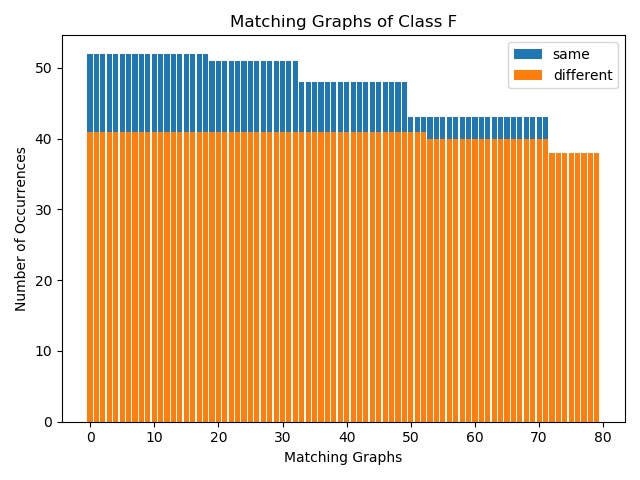 Matching Graphs of Class F
same
different
Number of Occurrences
50
40
30
20
10
0
0 10 20 30 40 50 60 70 80
Matching Graphs